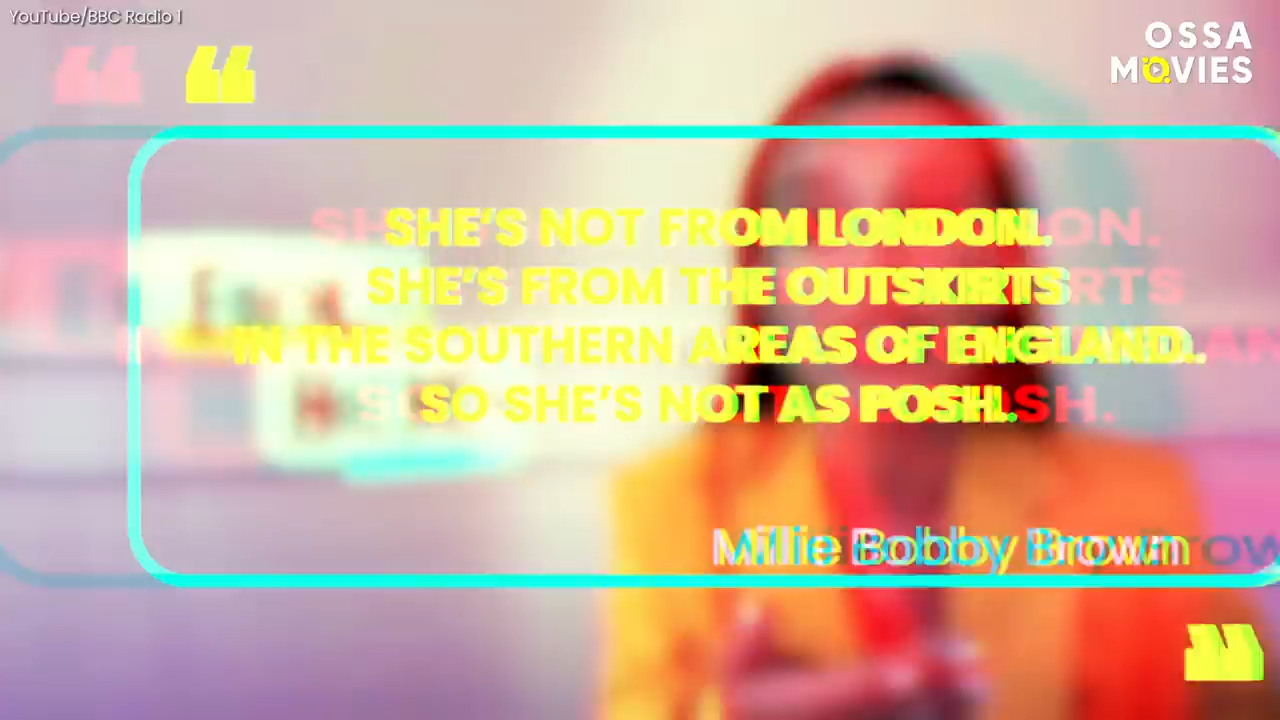 YouTube/BBC Radio 1
OSSA
MOVIES
“
SHE’S NOT FROM LONDON.
SHE’S FROM THE OUTSKIRTS
IN THE SOUTHERN AREAS OF ENGLAND.
SO SHE’S NOT AS POSH.
Millie Bobby Brown
”